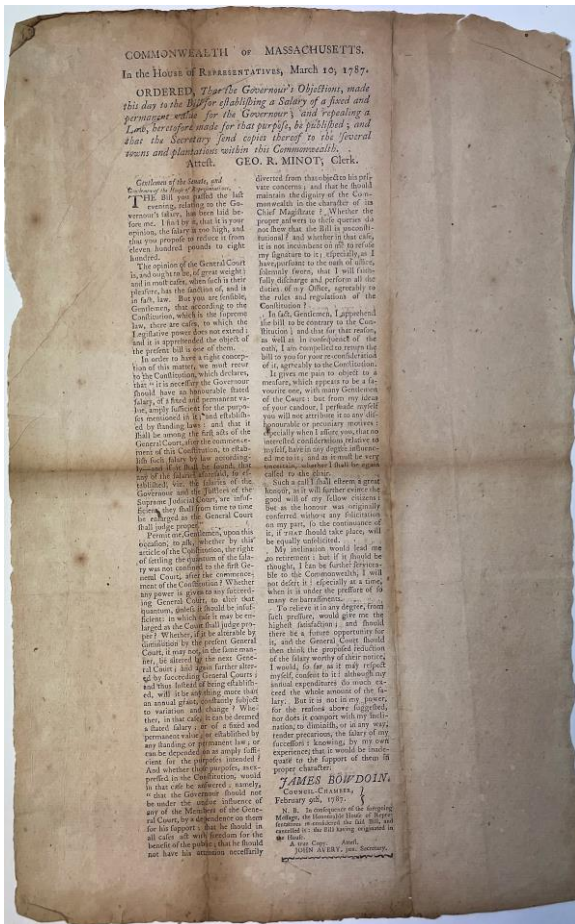 COMMONWEALTH OF MASSACHUSETTS.
In the House of Representatives, March 10, 1787.
ORDERED, That the Governour's Objections, made
this day to the Bill for establishing a Salary of a fixed and
permanent value for the Governour; and repealing a
Law, heretofore made for that purpose, be published; and
that the Secretary send copies thereof to the several
towns and plantations within this Commonwealth.
Attest. GEO. R. MINOT, Clerk.
Gentlemen of the Senate, and
Gentlemen of the House of Representatives,
THE Bill you passed the last
evening, relating to the Go-
vernour's salary, has been laid be-
fore me. I find by it, that it is your
opinion, the salary is too high, and
that you propose to reduce it from
eleven hundred pounds to eight
hundred.
The opinion of the General Court
is, and ought to be, of great weight;
and in most cases, when such is their
pleasure, has the sanction of, and is
in fact, law. But you are sensible,
Gentlemen, that according to the
Constitution, which is the supreme
law, there are cases, to which the
Legislative power does not extend;
and it is apprehended the object of
the present bill is one of them.
In order to have a right concep-
tion of this matter, we must recur
to the Constitution, which declares,
that "it is necessary the Governour
should have an honourable stated
salary, of a fixed and permanent va-
lue, amply sufficient for the purpo-
ses mentioned in it; and establish-
ed by standing laws: and that it
shall be among the first acts of the
General Court, after the commence-
ment of this Constitution, to estab-
lish such salary by law according-
ly—and if it shall be found, that
any of the salaries aforesaid, so es-
tablished, viz. the salaries of the
Governour and the Justices of the
Supreme Judicial Court, are insuf-
ficient, they shall from time to time
be enlarged as the General Court
shall judge proper."
Permit me, Gentlemen, upon this
occasion, to ask, whether by this
article of the Constitution, the right
of settling the quantum of the sala-
ry was not confined to the first Ge-
neral Court, after the commence-
ment of the Constitution? Whether
any power is given to any succeed-
ing General Court, to alter that
quantum, unless it should be insuf-
ficient: in which case it may be en-
larged as the Court shall judge pro-
per? Whether, if it be alterable by
diminution by the present General
Court, it may not, in the same man-
ner, be altered by the next Gene-
ral Court; and again further alter-
ed by succeeding General Courts;
and thus instead of being establish-
ed, will it be any thing more than
an annual grant, constantly subject
to variation and change? Whe-
ther, in that case, it can be deemed
a stated salary; or of a fixed and
permanent value; or established by
any standing or permanent law; or
can be depended on as amply suffi-
cient for the purposes intended?
And whether those purposes, as ex-
pressed in the Constitution, would
in that case be answered; namely,
"that the Governour should not
be under the undue influence of
any of the Members of the Gene-
ral Court, by a dependence on them
for his support; that he should in
all cases act with freedom for the
benefit of the public; that he should
not have his attention necessarily
diverted from that object to his pri-
vate concerns; and that he should
maintain the dignity of the Com-
monwealth in the character of its
Chief Magistrate? Whether the
proper answers to these queries do
not shew that the Bill is unconsti-
tutional? and whether in that case,
it is not incumbent on me to refuse
my signature to it; especially, as I
have, pursuant to the oath of office,
solemnly sworn, that I will faith-
fully discharge and perform all the
duties of my Office, agreeably to
the rules and regulations of the
Constitution?
In fact, Gentlemen, I apprehend
the bill to be contrary to the Con-
stitution; and that for that reason,
as well as in consequence of the
oath, I am compelled to return the
bill to you for your re-consideration
of it, agreeably to the Constitution.
It gives me pain to object to a
measure, which appears to be a fa-
vourite one, with many Gentlemen
of the Court: but from my ideas
of your candour, I persuade myself
you will not attribute it to any dis-
honourable or pecuniary motives:
especially when I assure you, that no
interested considerations relative to
myself, have in any degree influenc-
ed me to it; and as it must be very
uncertain, whether I shall be again
called to the chair.
Such a call I shall esteem a great
honour, as it will further evince the
good will of my fellow citizens:
but as the honour was originally
conferred without any solicitation
on my part, so the continuance of
it, if THAT should take place, will
be equally unsolicited.
My inclination would lead me
to retirement: but if it should be
thought, I can be further servicea-
ble to the Commonwealth, I will
not desert it: especially at a time,
when it is under the pressure of so
many embarrassments.
To relieve it in any degree, from
such pressure, would give me the
highest satisfaction; and should
there be a future opportunity for
it, and the General Court should
then think the proposed reduction
of the salary worthy of their notice,
I would, so far as it may respect
myself, consent to it: although my
annual expenditures do much ex-
ceed the whole amount of the sa-
lary. But it is not in my power,
for the reasons above suggested,
nor does it comport with my incli-
nation, to diminish, or in any way,
render precarious, the salary of my
successors: knowing, by my own
experience, that it would be inade-
quate to the support of them in
proper character.
JAMES BOWDOIN.
COUNCIL-CHAMBER,
February 9th, 1787.
N. B. In consequence of the foregoing
Message, the Honorable House of Repre-
sentatives re-considered the said Bill, and
cancelled it: the Bill having originated in
the House.
A true Copy. Attest.
JOHN AVERY, jun. Secretary.